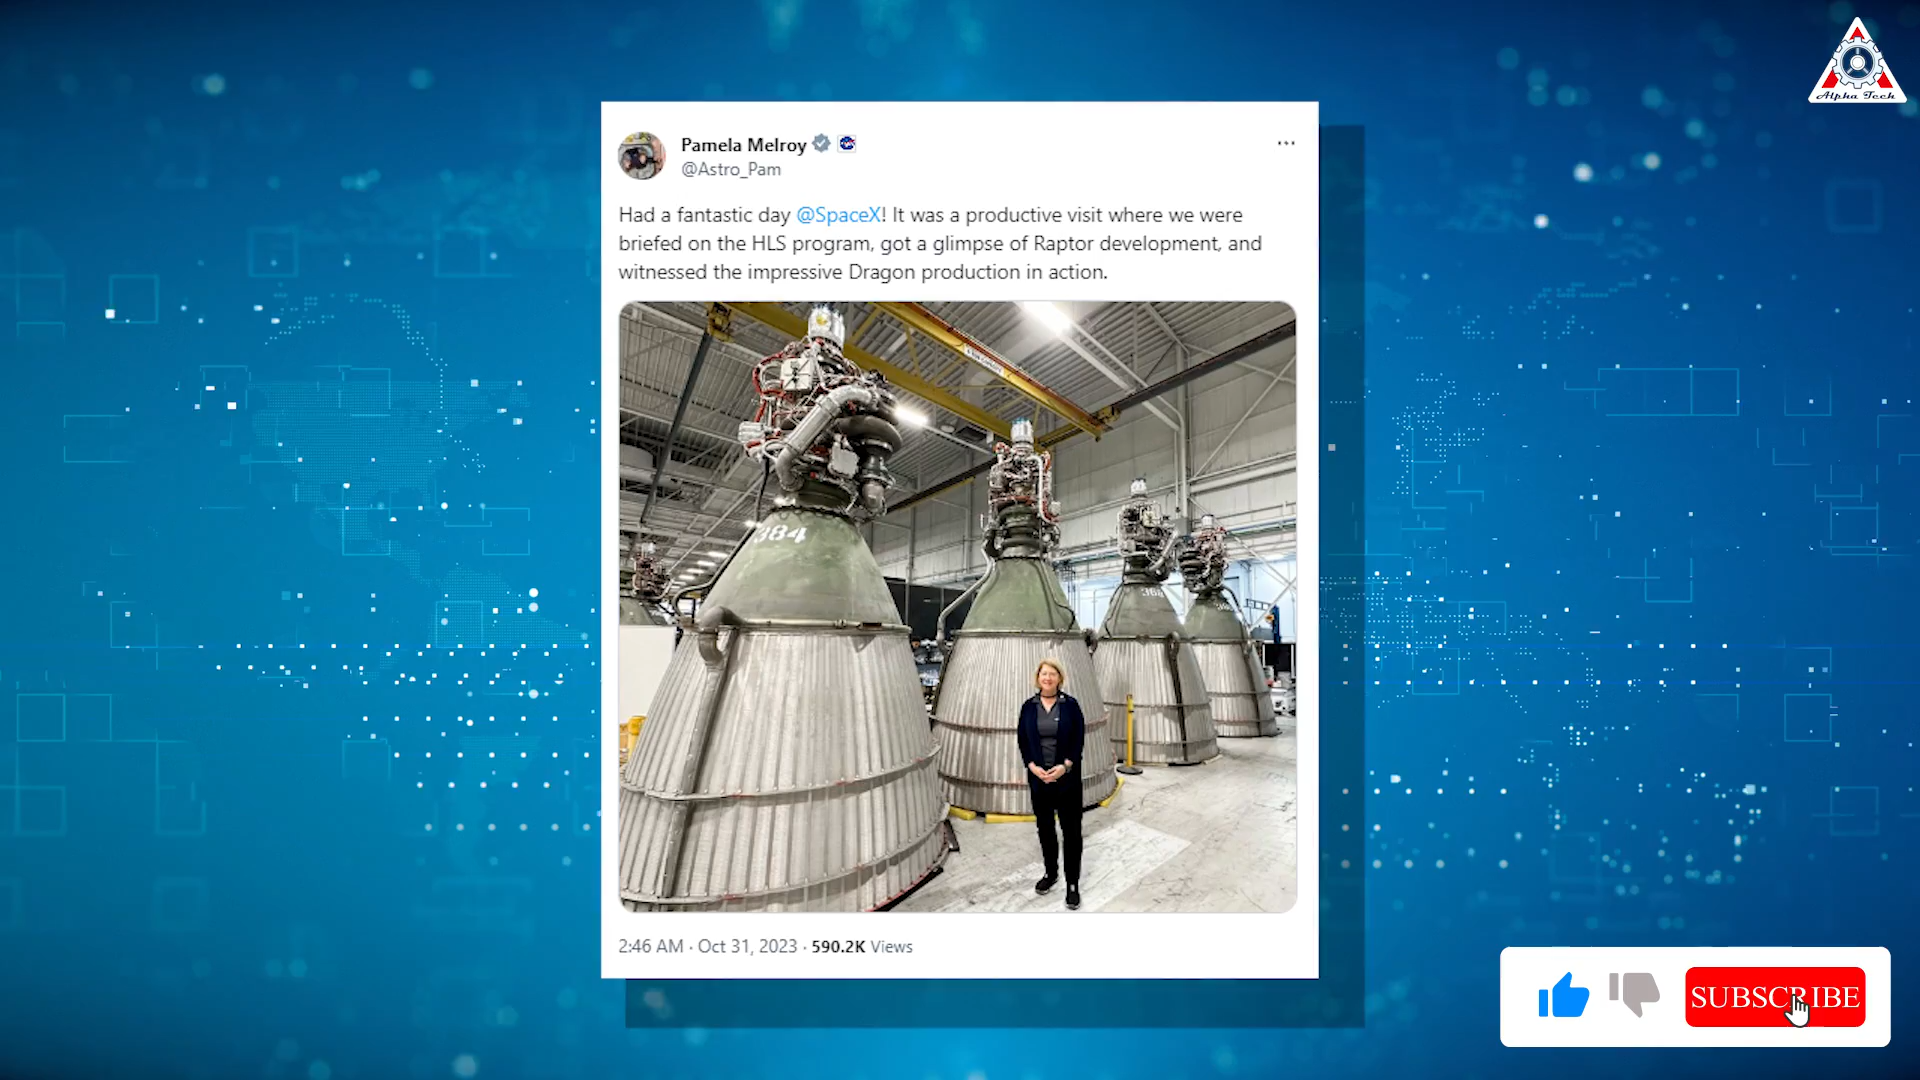 Alpha Tech
Pamela Melroy
@Astro_Pam
Had a fantastic day @SpaceX! It was a productive visit where we were
briefed on the HLS program, got a glimpse of Raptor development, and
witnessed the impressive Dragon production in action.
384
2:46 AM · Oct 31, 2023 · 590.2K Views
SUBSCRIBE